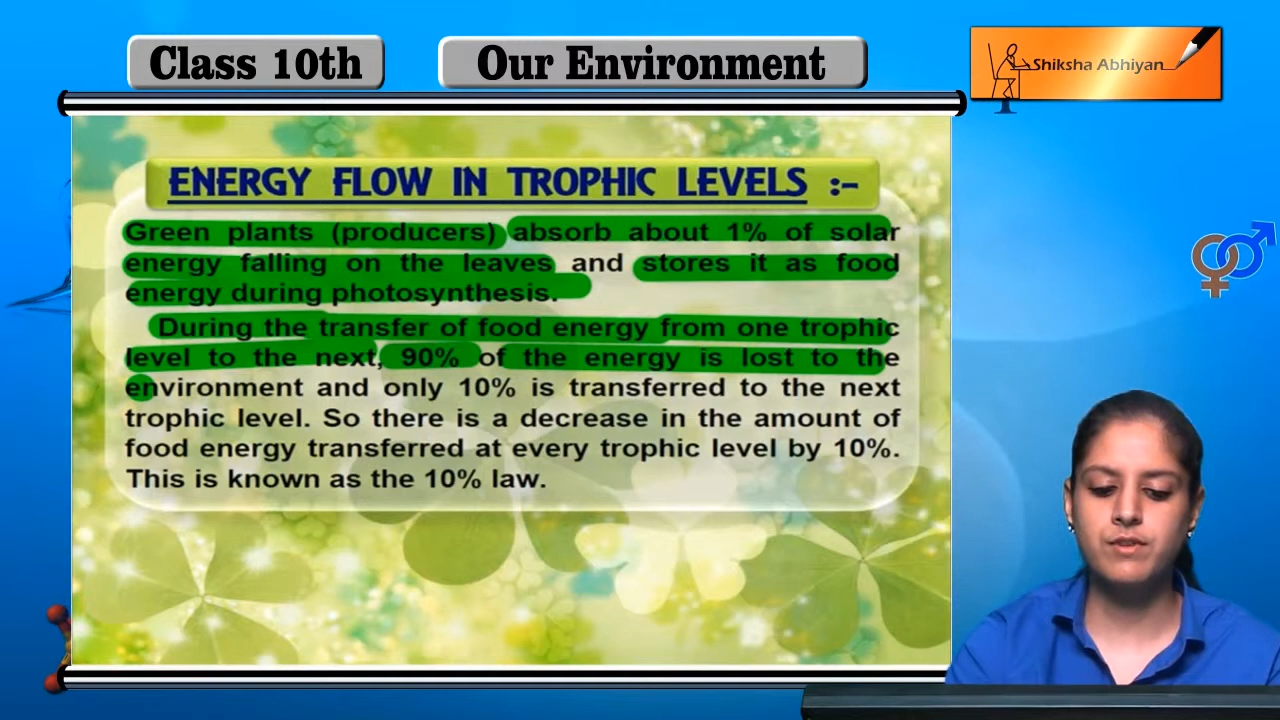 Class 10th
Our Environment
Shiksha Abhiyan
ENERGY FLOW IN TROPHIC LEVELS :-
Green plants (producers) absorb about 1% of solar
energy falling on the leaves and stores it as food
energy during photosynthesis.
During the transfer of food energy from one trophic
level to the next, 90% of the energy is lost to the
environment and only 10% is transferred to the next
trophic level. So there is a decrease in the amount of
food energy transferred at every trophic level by 10%.
This is known as the 10% law.